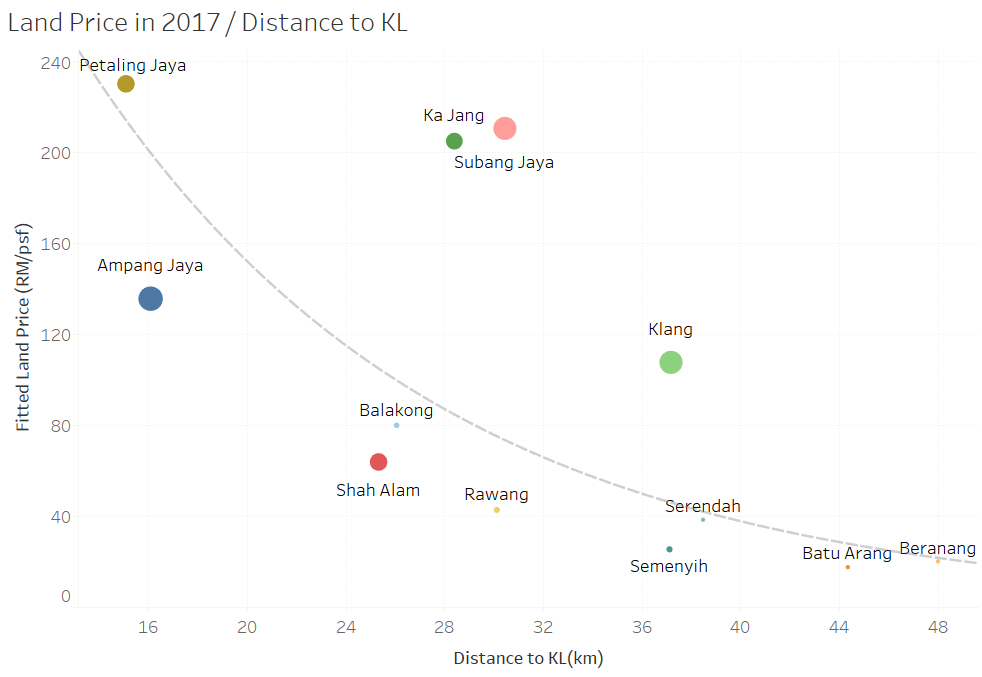 Land Price in 2017 / Distance to KL
240
Petaling Jaya
Ka Jang
200
Subang Jaya
160
Ampang Jaya
Fitted Land Price (RM/psf)
120
Klang
80
Balakong
Shah Alam
Rawang
40
Serendah
Semenyih
Batu Arang
Beranang
0
16 20 24 28 32 36 40 44 48
Distance to KL(km)